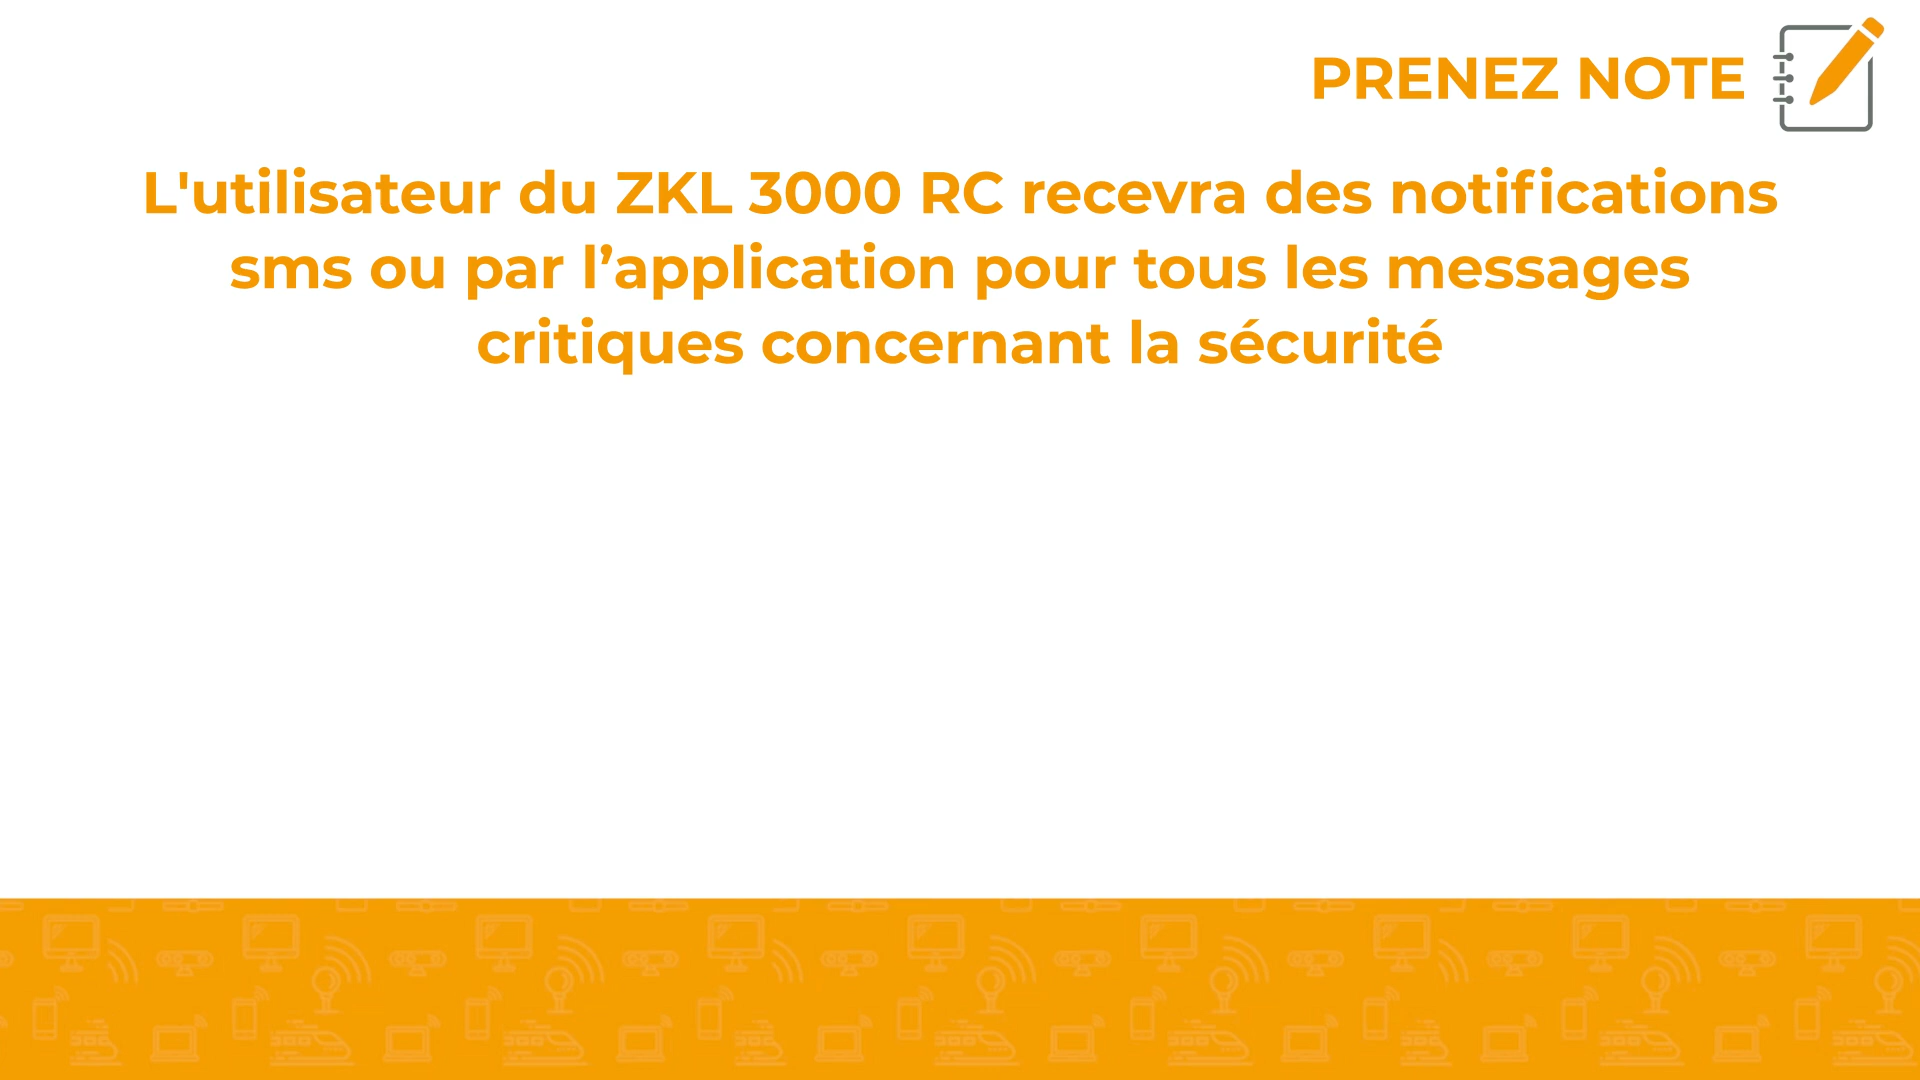 PRENEZ NOTE
L'utilisateur du ZKL 3000 RC recevra des notifications
sms ou par l’application pour tous les messages
critiques concernant la sécurité